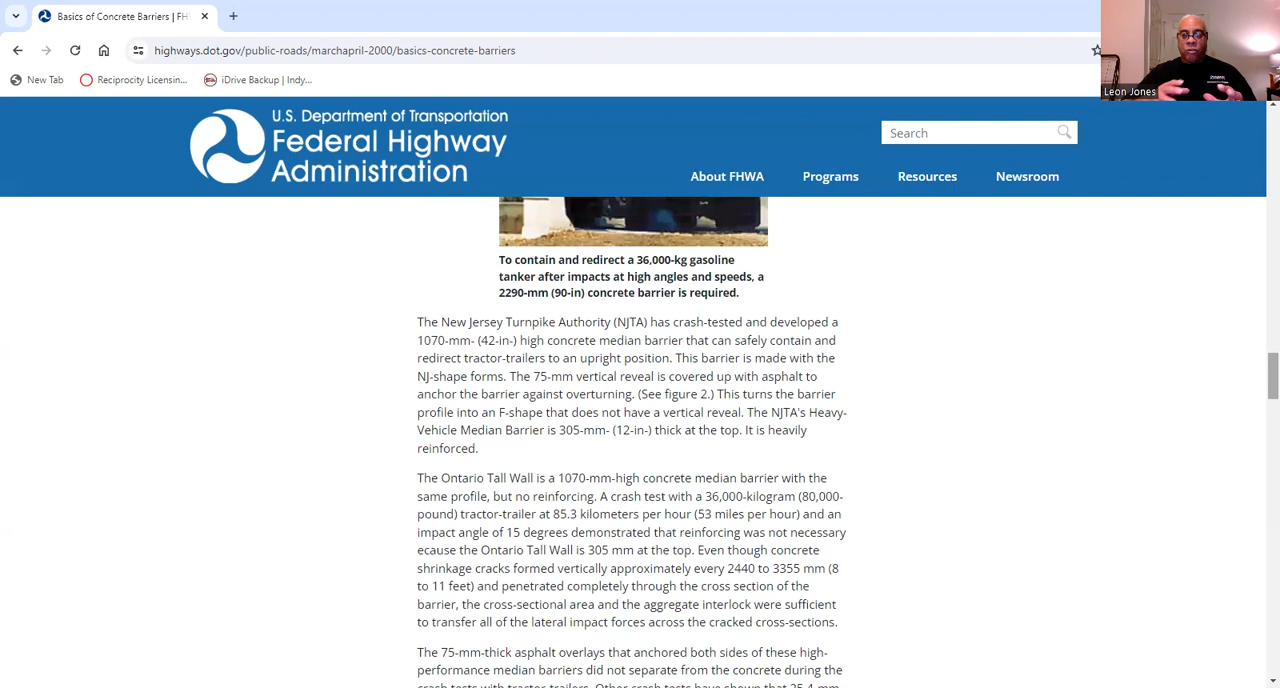 Basics of Concrete Barriers | FH
highways.dot.gov/public-roads/marchapril-2000/basics-concrete-barriers
New Tab
Reciprocity Licensin...
iDrive Backup | Indy...
Leon Jones
U.S. Department of Transportation
Federal Highway
Administration
Search
About FHWA
Programs
Resources
Newsroom
To contain and redirect a 36,000-kg gasoline
tanker after impacts at high angles and speeds, a
2290-mm (90-in) concrete barrier is required.
The New Jersey Turnpike Authority (NJTA) has crash-tested and developed a
1070-mm- (42-in-) high concrete median barrier that can safely contain and
redirect tractor-trailers to an upright position. This barrier is made with the
NJ-shape forms. The 75-mm vertical reveal is covered up with asphalt to
anchor the barrier against overturning. (See figure 2.) This turns the barrier
profile into an F-shape that does not have a vertical reveal. The NJTA's Heavy-
Vehicle Median Barrier is 305-mm- (12-in-) thick at the top. It is heavily
reinforced.
The Ontario Tall Wall is a 1070-mm-high concrete median barrier with the
same profile, but no reinforcing. A crash test with a 36,000-kilogram (80,000-
pound) tractor-trailer at 85.3 kilometers per hour (53 miles per hour) and an
impact angle of 15 degrees demonstrated that reinforcing was not necessary
ecause the Ontario Tall Wall is 305 mm at the top. Even though concrete
shrinkage cracks formed vertically approximately every 2440 to 3355 mm (8
to 11 feet) and penetrated completely through the cross section of the
barrier, the cross-sectional area and the aggregate interlock were sufficient
to transfer all of the lateral impact forces across the cracked cross-sections.
The 75-mm-thick asphalt overlays that anchored both sides of these high-
performance median barriers did not separate from the concrete during the
crash tests with tractor-trailers. Other crash tests have shown that 25.4-mm-